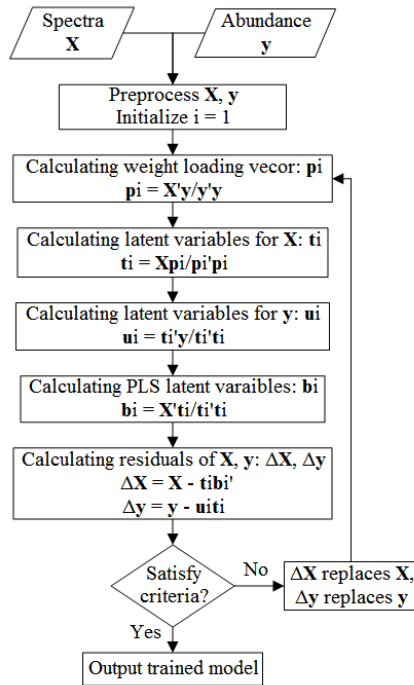 Spectra
X
Abundance
y
Preprocess X, y
Initialize i = 1
Calculating weight loading vecor: pi
pi = X'y/y'y
Calculating latent variables for X: ti
ti = Xpi/pi'pi
Calculating latent variables for y: ui
ui = ti'y/ti'ti
Calculating PLS latent varaibles: bi
bi = X'ti/ti'ti
Calculating residuals of X, y: ΔX, Δy
ΔX = X - tibi'
Δy = y - uiti
Satisfy
criteria?
No
ΔX replaces X,
Δy replaces y
Yes
Output trained model